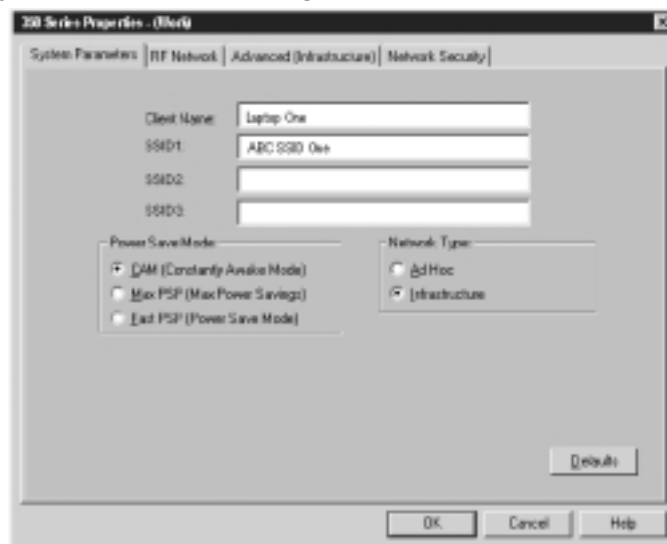 350 Series Properties - (Work)
System Parameters RF Network Advanced (Infrastructure) Network Security
Client Name: Laptop One
SSID1: ABC SSID One
SSID2:
SSID3:
Power Save Mode: Network Type:
CAM (Constantly Awake Mode) Ad Hoc
Max PSP (Max Power Savings) Infrastructure
Fast PSP (Power Save Mode)
Defaults
OK Cancel Help